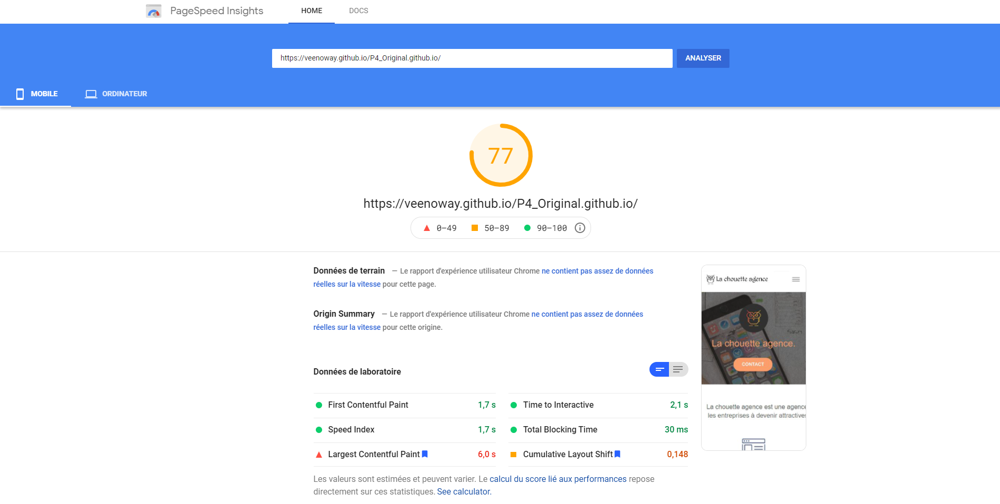 PageSpeed Insights
HOME
DOCS
https://veenoway.github.io/P4_Original.github.io/
ANALYSER
MOBILE
ORDINATEUR
77
https://veenoway.github.io/P4_Original.github.io/
0–49
50–89
90–100
Données de terrain — Le rapport d'expérience utilisateur Chrome ne contient pas assez de données
réelles sur la vitesse pour cette page.
Origin Summary — Le rapport d'expérience utilisateur Chrome ne contient pas assez de données
réelles sur la vitesse pour cette origine.
Données de laboratoire
First Contentful Paint 1,7 s
Time to Interactive 2,1 s
Speed Index 1,7 s
Total Blocking Time 30 ms
Largest Contentful Paint 6,0 s
Cumulative Layout Shift 0,148
Les valeurs sont estimées et peuvent varier. Le calcul du score lié aux performances repose
directement sur ces statistiques. See calculator.
La chouette agence
Sign
La chouette agence.
CONTACT
La chouette agence est une agence
les entreprises à devenir attractives